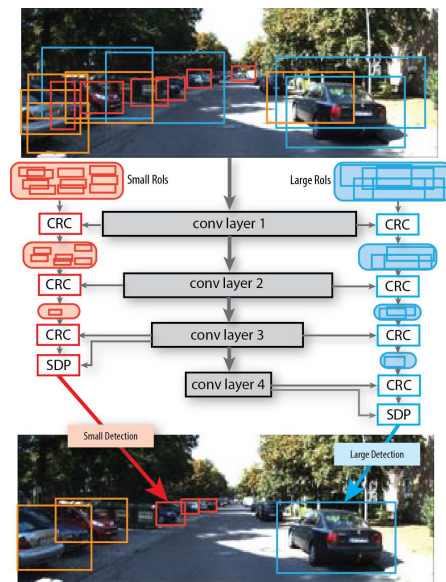 Small RoIs
Large RoIs
CRC
conv layer 1
CRC
CRC
conv layer 2
CRC
CRC
conv layer 3
CRC
SDP
conv layer 4
CRC
SDP
Small Detection
Large Detection